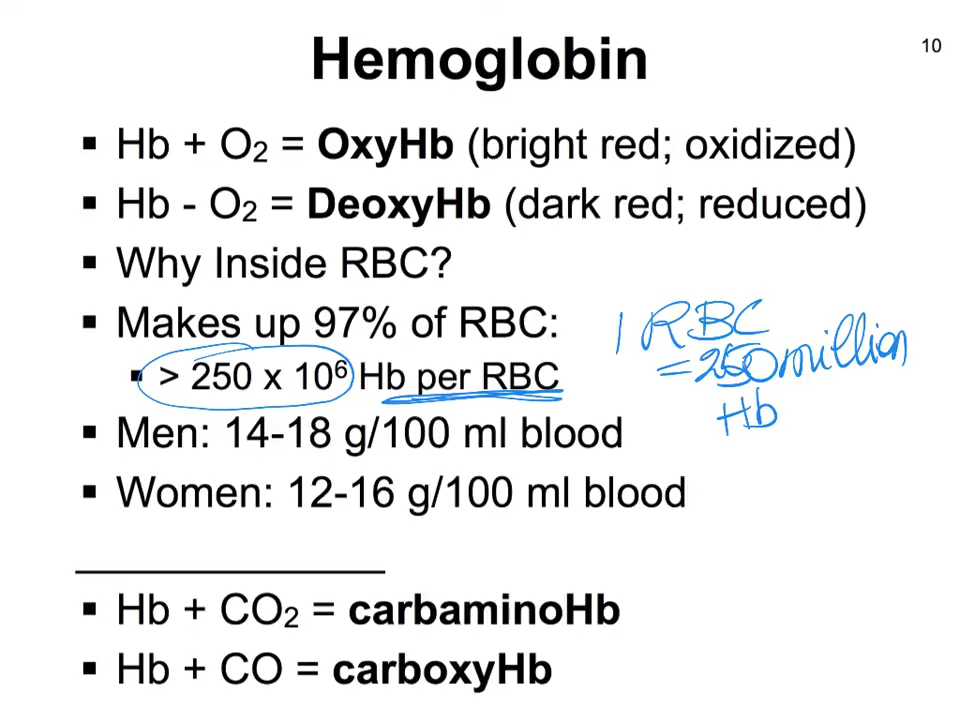 10
Hemoglobin
▪ Hb + O₂ = OxyHb (bright red; oxidized)
▪ Hb - O₂ = DeoxyHb (dark red; reduced)
▪ Why Inside RBC?
▪ Makes up 97% of RBC:
▪ > 250 x 10⁶ Hb per RBC
1 RBC
= 250 million
Hb
▪ Men: 14-18 g/100 ml blood
▪ Women: 12-16 g/100 ml blood
▪ Hb + CO₂ = carbaminoHb
▪ Hb + CO = carboxyHb